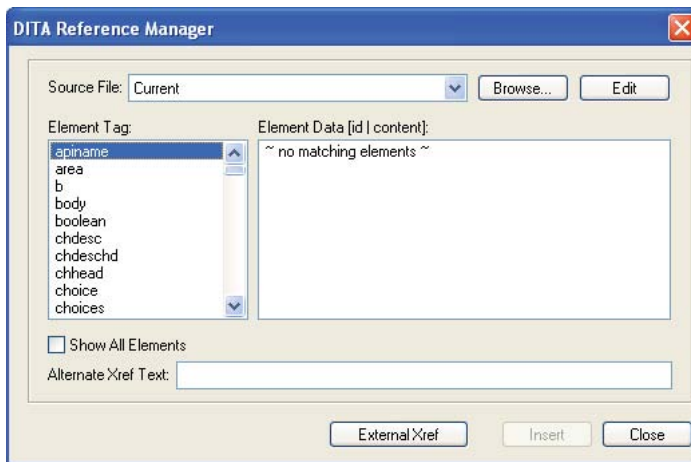 DITA Reference Manager
Source File: Current Browse... Edit
Element Tag: Element Data [id | content]:
apiname ~ no matching elements ~
area
b
body
boolean
chdesc
chdeschd
chhead
choice
choices
Show All Elements
Alternate Xref Text:
External Xref Insert Close